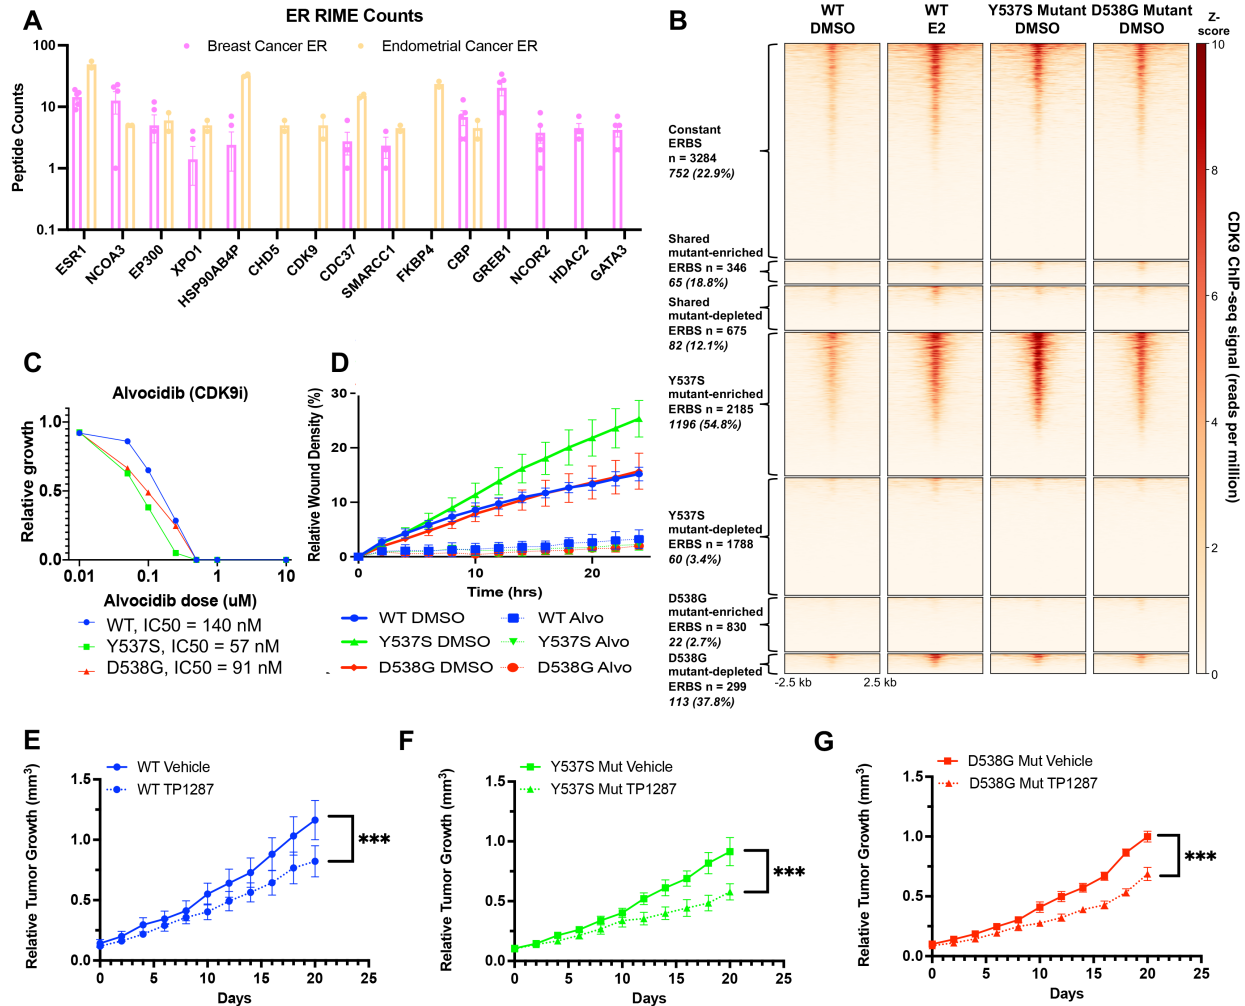 A
ER RIME Counts
Breast Cancer ER
Endometrial Cancer ER
Peptide Counts
100
10
1
0.1
ESR1
NCOA3
EP300
XPO1
HSP90AB4P
CHD5
CDK9
CDC37
SMARCC1
FKBP4
CBP
GREB1
NCOR2
HDAC2
GATA3
B
WT
DMSO
WT
E2
Y537S Mutant
DMSO
D538G Mutant
DMSO
Z-
score
10
8
6
4
2
0
CDK9 ChIP-seq signal (reads per million)
Constant
ERBS
n = 3284
752 (22.9%)
Shared
mutant-enriched
ERBS n = 346
65 (18.8%)
Shared
mutant-depleted
ERBS n = 675
82 (12.1%)
Y537S
mutant-enriched
ERBS n = 2185
1196 (54.8%)
Y537S
mutant-depleted
ERBS n = 1788
60 (3.4%)
D538G
mutant-enriched
ERBS n = 830
22 (2.7%)
D538G
mutant-depleted
ERBS n = 299
113 (37.8%)
-2.5 kb
2.5 kb
C
Alvocidib (CDK9i)
Relative growth
1.0
0.5
0.0
0.01
0.1
1
10
Alvocidib dose (uM)
WT, IC50 = 140 nM
Y537S, IC50 = 57 nM
D538G, IC50 = 91 nM
D
Relative Wound Density (%)
30
20
10
0
0
10
20
Time (hrs)
WT DMSO
WT Alvo
Y537S DMSO
Y537S Alvo
D538G DMSO
D538G Alvo
E
WT Vehicle
WT TP1287
Relative Tumor Growth (mm³)
1.5
1.0
0.5
0.0
0
5
10
15
20
25
Days
***
F
Y537S Mut Vehicle
Y537S Mut TP1287
Relative Tumor Growth (mm³)
1.5
1.0
0.5
0.0
0
5
10
15
20
25
Days
***
G
D538G Mut Vehicle
D538G Mut TP1287
Relative Tumor Growth (mm³)
1.5
1.0
0.5
0.0
0
5
10
15
20
25
Days
***